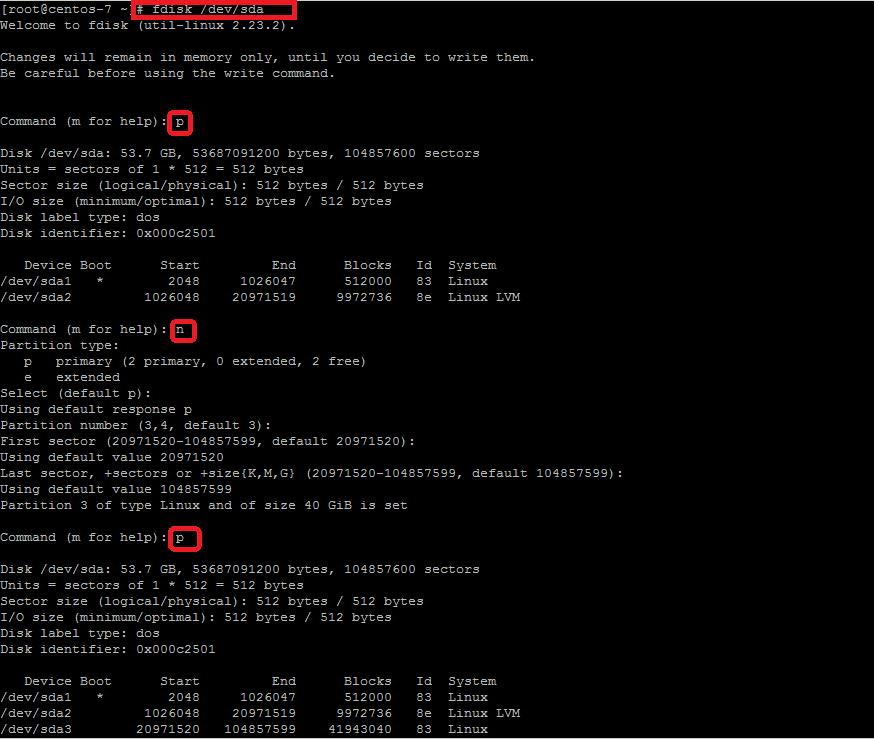 [root@centos-7 ~]# fdisk /dev/sda
Welcome to fdisk (util-linux 2.23.2).
Changes will remain in memory only, until you decide to write them.
Be careful before using the write command.
Command (m for help): p
Disk /dev/sda: 53.7 GB, 53687091200 bytes, 104857600 sectors
Units = sectors of 1 * 512 = 512 bytes
Sector size (logical/physical): 512 bytes / 512 bytes
I/O size (minimum/optimal): 512 bytes / 512 bytes
Disk label type: dos
Disk identifier: 0x000c2501
   Device Boot      Start         End      Blocks   Id  System
/dev/sda1   *        2048     1026047      512000   83  Linux
/dev/sda2         1026048    20971519     9972736   8e  Linux LVM
Command (m for help): n
Partition type:
   p   primary (2 primary, 0 extended, 2 free)
   e   extended
Select (default p):
Using default response p
Partition number (3,4, default 3):
First sector (20971520-104857599, default 20971520):
Using default value 20971520
Last sector, +sectors or +size{K,M,G} (20971520-104857599, default 104857599):
Using default value 104857599
Partition 3 of type Linux and of size 40 GiB is set
Command (m for help): p
Disk /dev/sda: 53.7 GB, 53687091200 bytes, 104857600 sectors
Units = sectors of 1 * 512 = 512 bytes
Sector size (logical/physical): 512 bytes / 512 bytes
I/O size (minimum/optimal): 512 bytes / 512 bytes
Disk label type: dos
Disk identifier: 0x000c2501
   Device Boot      Start         End      Blocks   Id  System
/dev/sda1   *        2048     1026047      512000   83  Linux
/dev/sda2         1026048    20971519     9972736   8e  Linux LVM
/dev/sda3        20971520   104857599    41943040   83  Linux